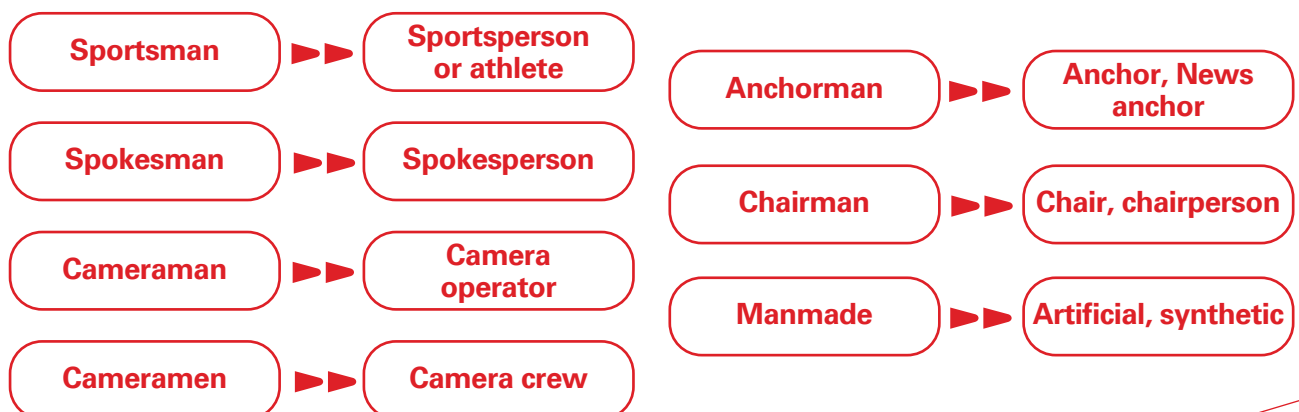 Sportsman
Sportsperson
or athlete
Spokesman
Spokesperson
Cameraman
Camera
operator
Cameramen
Camera crew
Anchorman
Anchor, News
anchor
Chairman
Chair, chairperson
Manmade
Artificial, synthetic